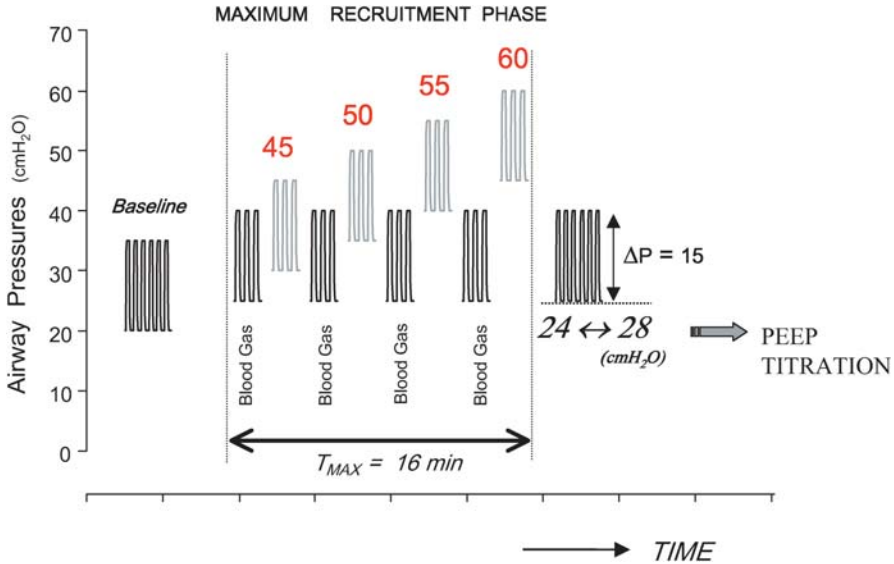 MAXIMUM RECRUITMENT PHASE
Airway Pressures (cmH2O)
70
60
50
40
30
20
10
0
Baseline
45
50
55
60
ΔP = 15
24 ↔ 28
(cmH2O)
PEEP
TITRATION
Blood Gas
Blood Gas
Blood Gas
Blood Gas
TMAX = 16 min
TIME